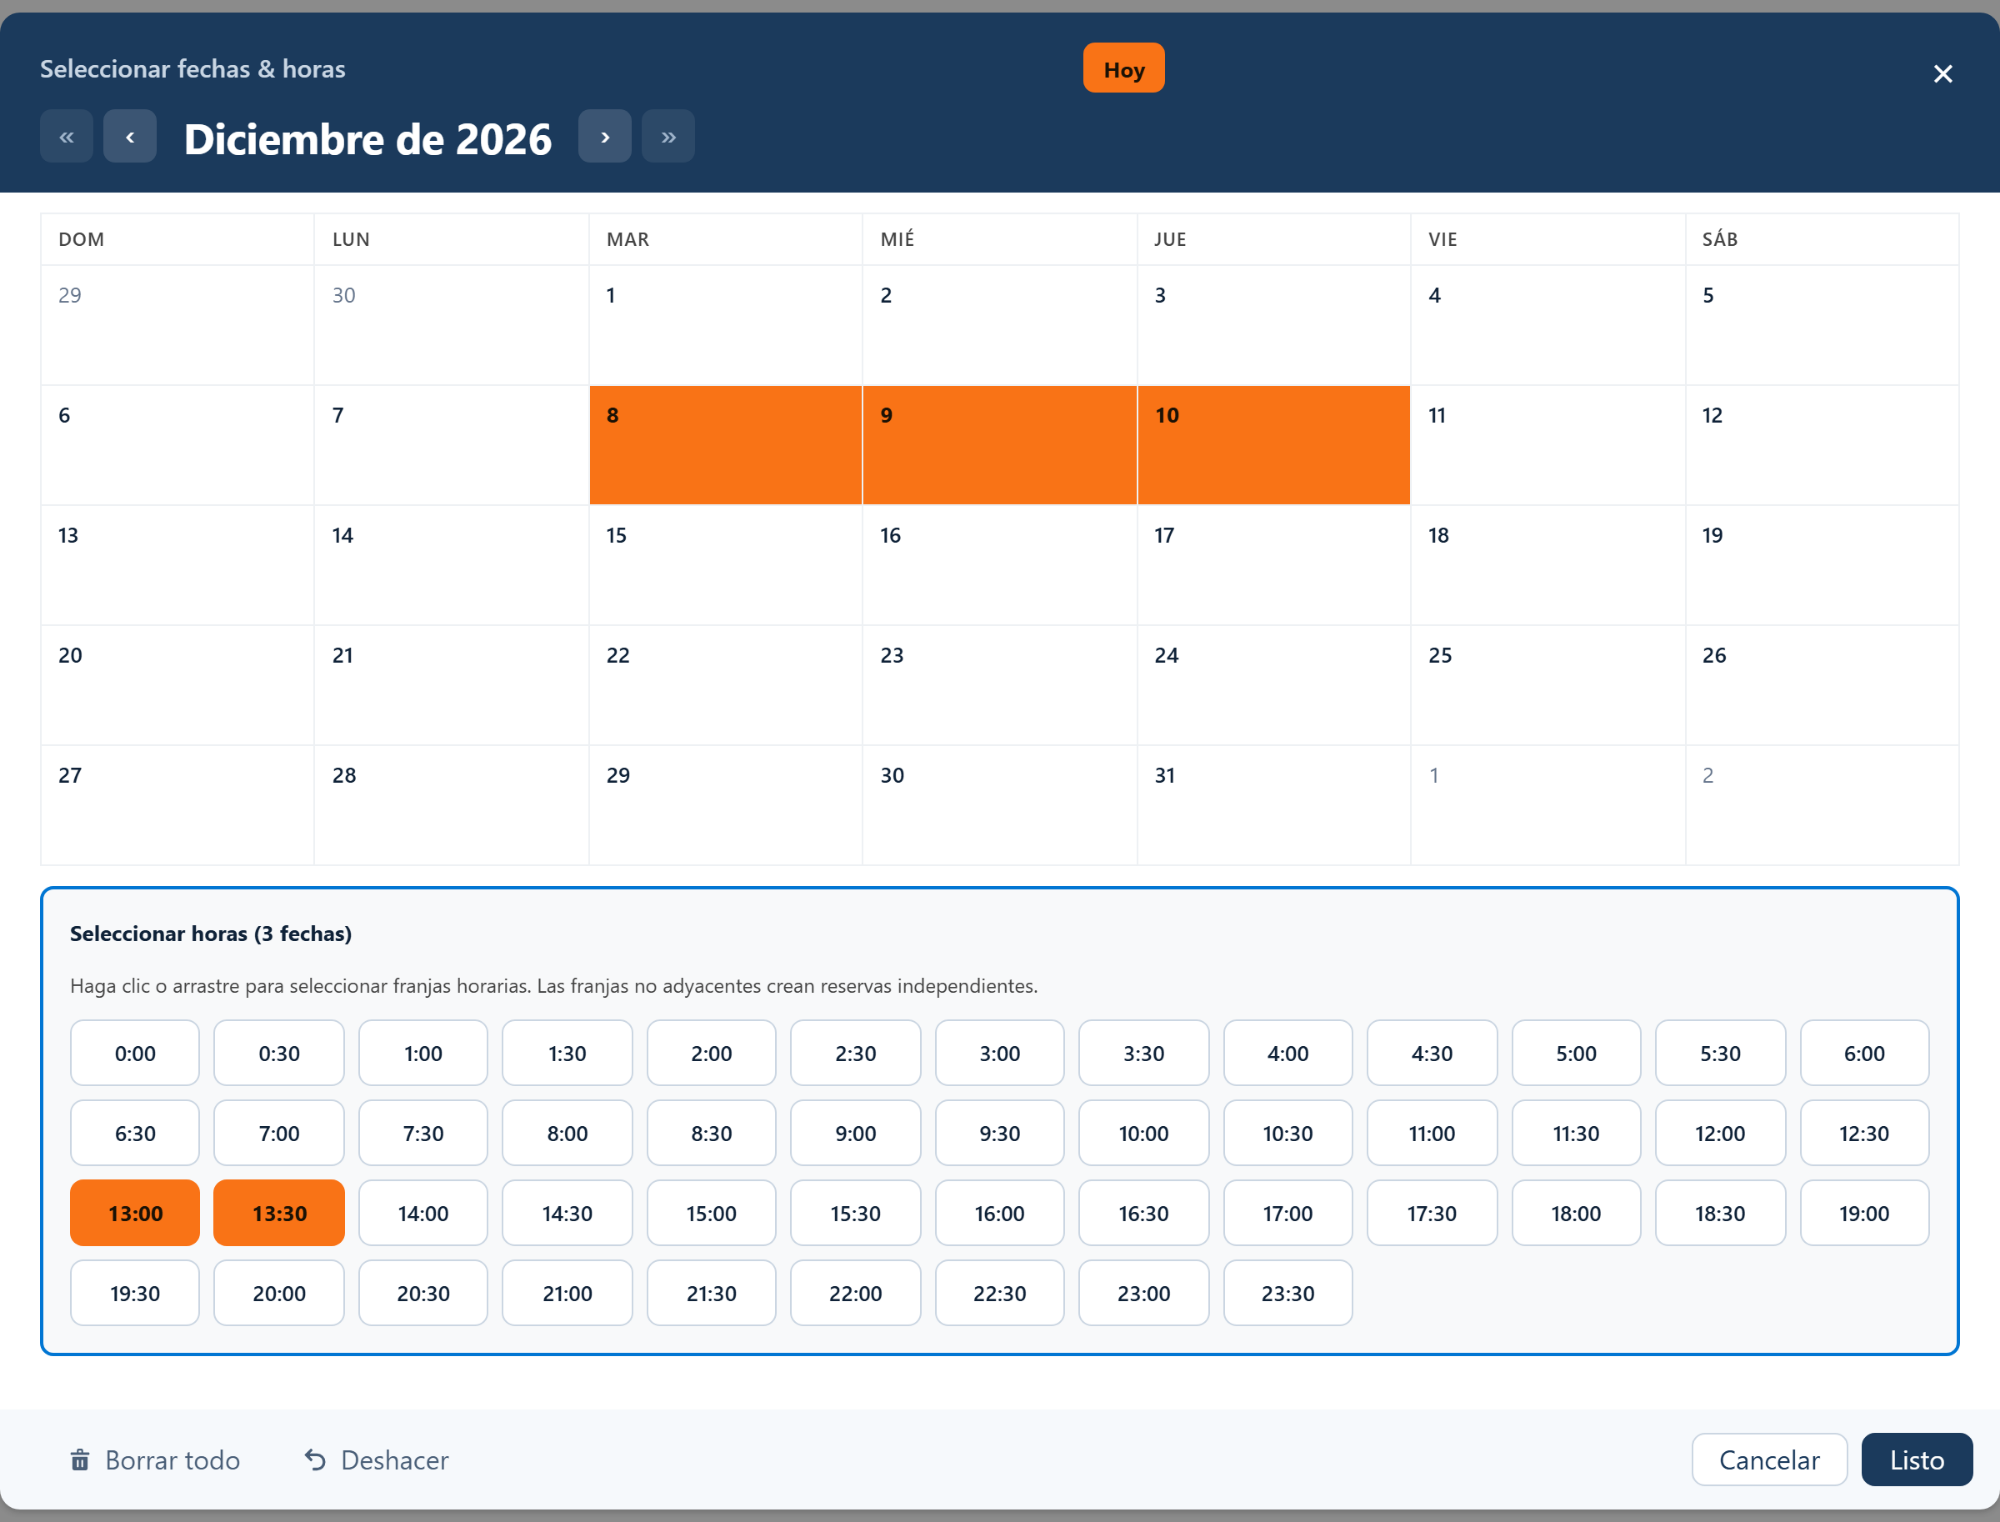 Seleccionar fechas & horas
Hoy
Diciembre de 2026
DOM LUN MAR MIÉ JUE VIE SÁB
29 30 1 2 3 4 5
6 7 8 9 10 11 12
13 14 15 16 17 18 19
20 21 22 23 24 25 26
27 28 29 30 31 1 2
Seleccionar horas (3 fechas)
Haga clic o arrastre para seleccionar franjas horarias. Las franjas no adyacentes crean reservas independientes.
0:00 0:30 1:00 1:30 2:00 2:30 3:00 3:30 4:00 4:30 5:00 5:30 6:00
6:30 7:00 7:30 8:00 8:30 9:00 9:30 10:00 10:30 11:00 11:30 12:00 12:30
13:00 13:30 14:00 14:30 15:00 15:30 16:00 16:30 17:00 17:30 18:00 18:30 19:00
19:30 20:00 20:30 21:00 21:30 22:00 22:30 23:00 23:30
Borrar todo Deshacer Cancelar Listo